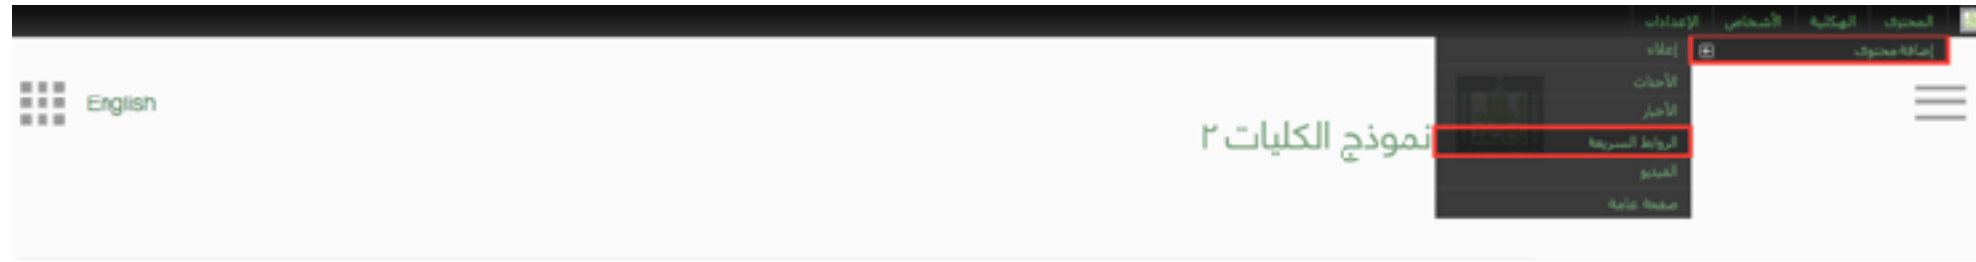 المحتوى الهيكلية الأشخاص الإعدادات
إضافة محتوى
إعلان
الأحداث
الأخبار
الروابط السريعة
الفيديو
صفحة عامة
نموذج الكليات ٢
English